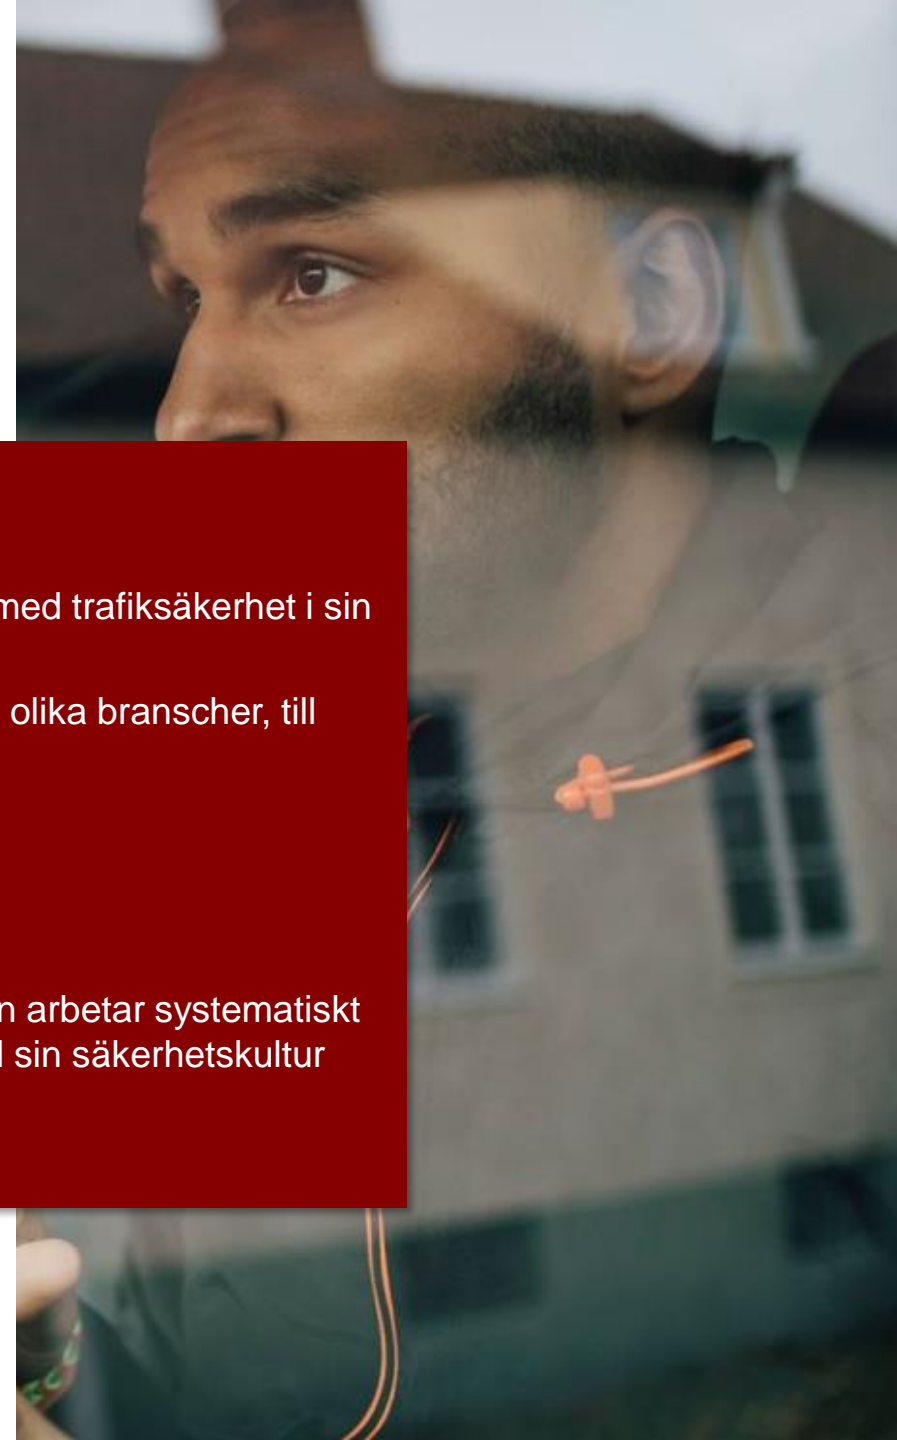 med trafiksäkerhet i sin
olika branscher, till
n arbetar systematiskt
sin säkerhetskultur